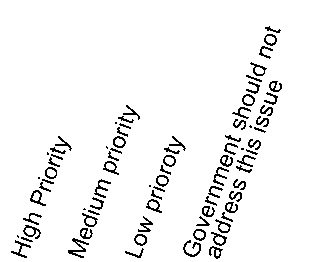 High Priority
Medium priority
Low prioroty
Government should not
address this issue